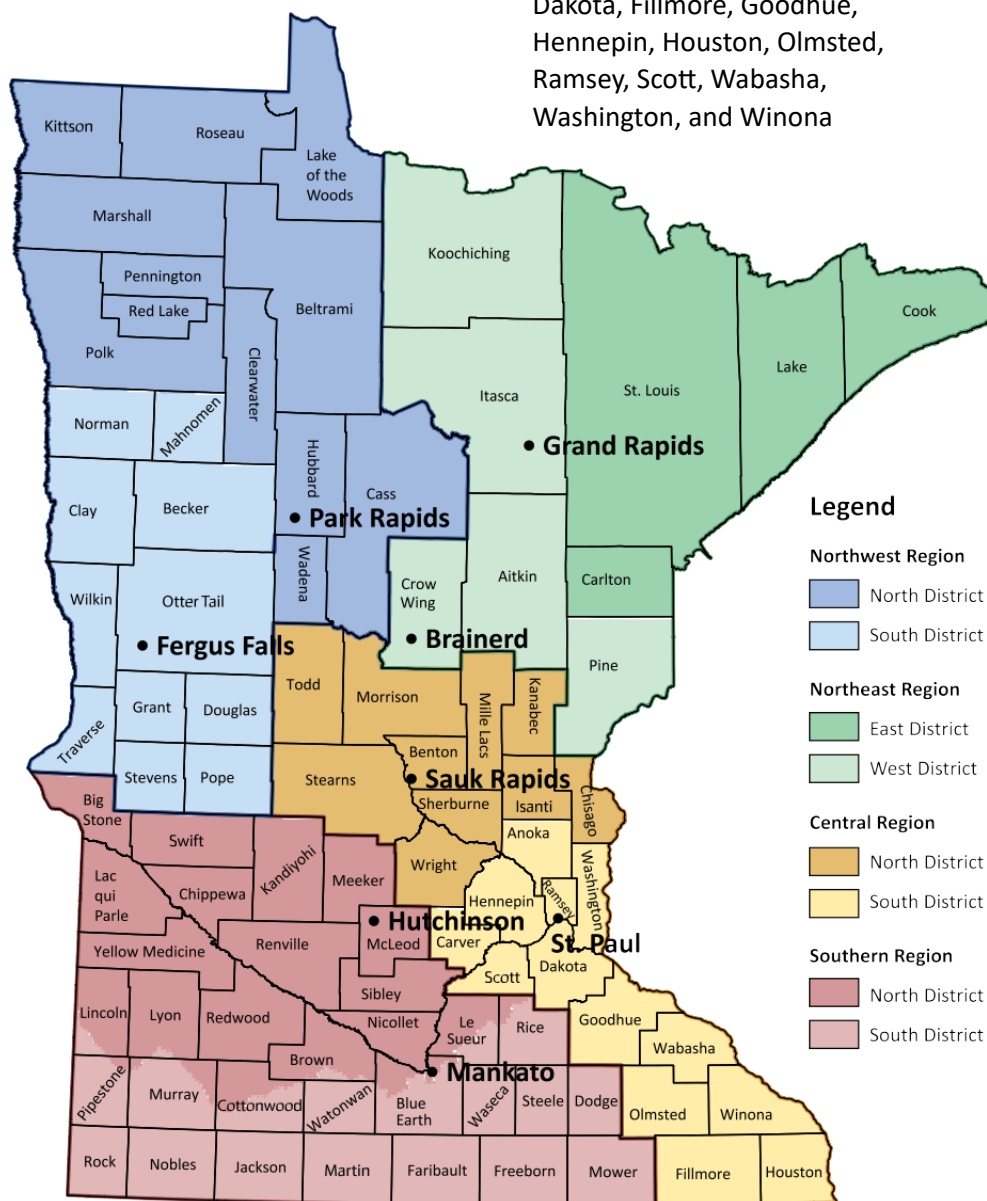 Dakota, Fillmore, Goodhue,
Hennepin, Houston, Olmsted,
Ramsey, Scott, Wabasha,
Washington, and Winona
Kittson
Roseau
Lake
of the
Woods
Marshall
Koochiching
Pennington
Red Lake
Beltrami
Cook
Polk
Clearwater
Lake
St. Louis
Itasca
Norman
Mahnomen
Grand Rapids
Hubbard
Cass
Clay
Becker
Park Rapids
Wadena
Aitkin
Carlton
Crow
Wing
Wilkin
Otter Tail
Brainerd
Fergus Falls
Pine
Todd
Morrison
Mille Lacs
Kanabec
Grant
Douglas
Traverse
Benton
Stevens
Pope
Stearns
Sauk Rapids
Sherburne
Isanti
Chisago
Big
Stone
Swift
Kandiyohi
Anoka
Wright
Washington
Lac
qui
Parle
Chippewa
Meeker
Ramsey
Hennepin
Hutchinson
McLeod
Carver
St. Paul
Yellow Medicine
Renville
Scott
Dakota
Sibley
Lincoln
Lyon
Redwood
Nicollet
Le
Sueur
Rice
Goodhue
Wabasha
Brown
Mankato
Pipestone
Murray
Cottonwood
Watonwan
Blue
Earth
Waseca
Steele
Dodge
Olmsted
Winona
Rock
Nobles
Jackson
Martin
Faribault
Freeborn
Mower
Fillmore
Houston
Legend
Northwest Region
North District
South District
Northeast Region
East District
West District
Central Region
North District
South District
Southern Region
North District
South District